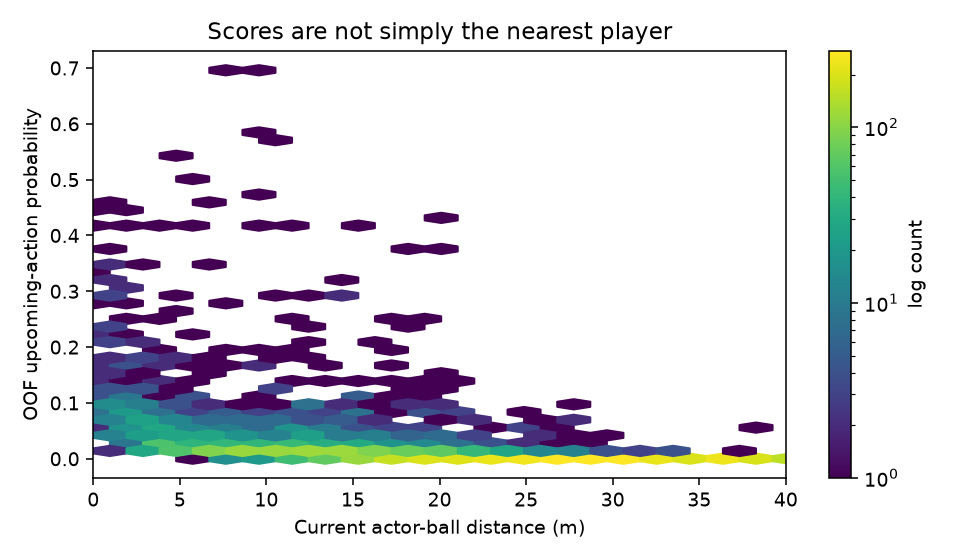 Scores are not simply the nearest player
OOF upcoming-action probability
0.7
0.6
0.5
0.4
0.3
0.2
0.1
0.0
0 5 10 15 20 25 30 35 40
Current actor-ball distance (m)
10²
10¹
10⁰
log count